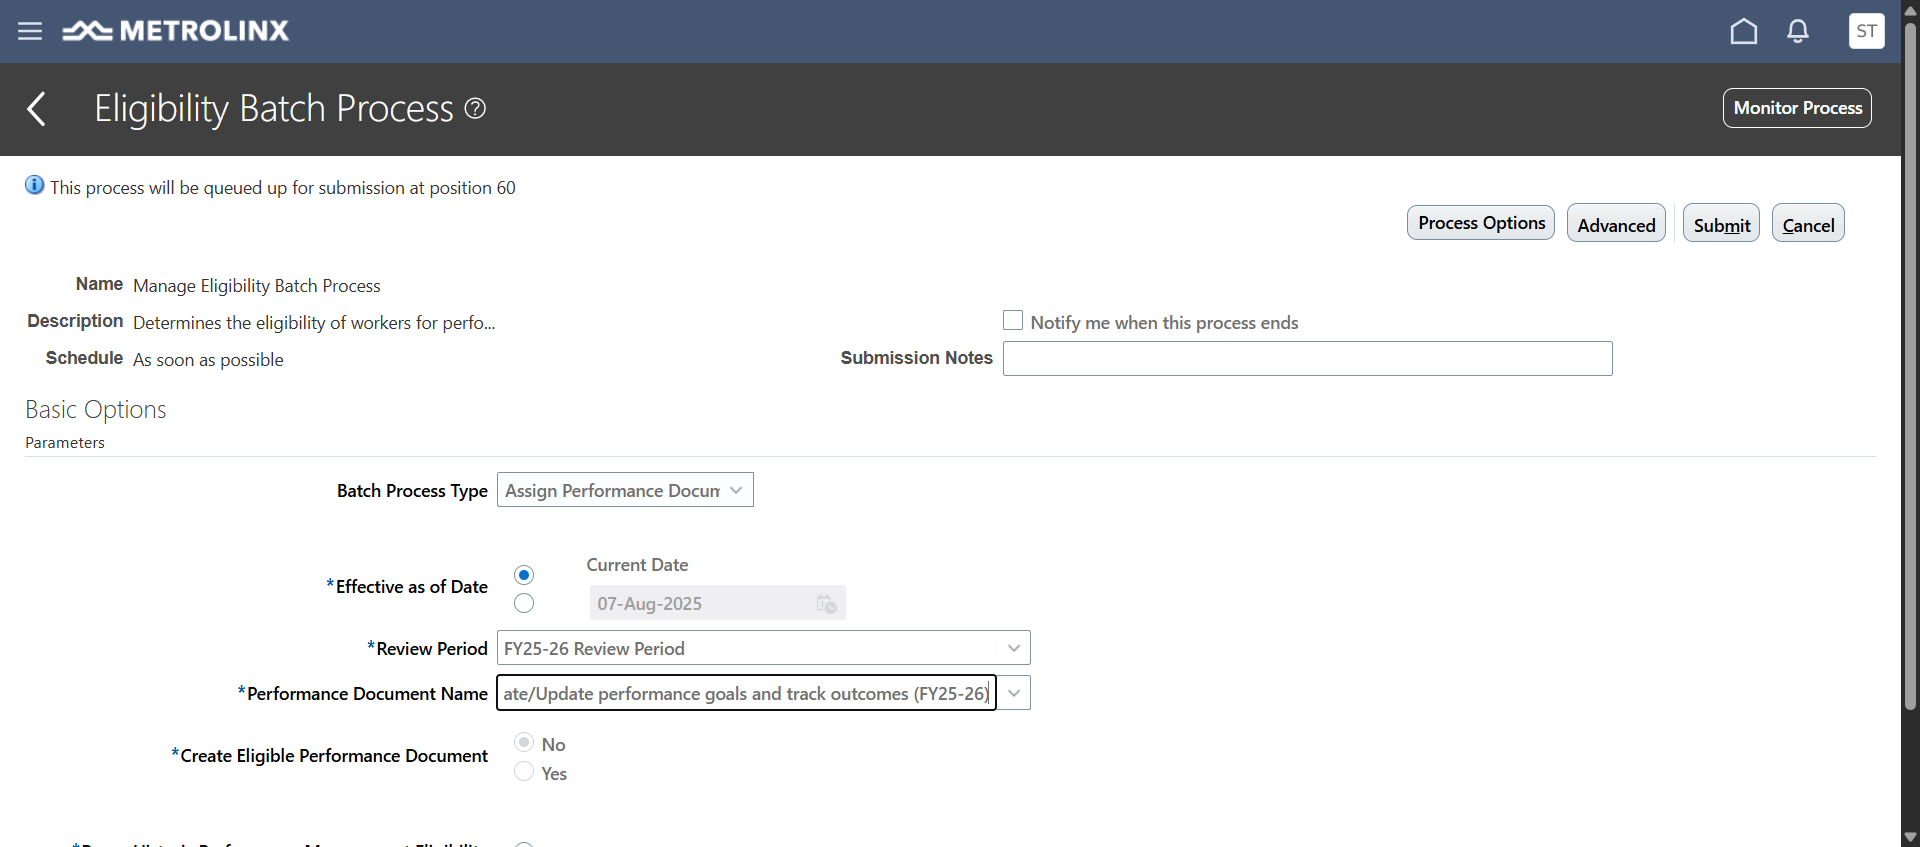 METROLINX
ST
Eligibility Batch Process
Monitor Process
This process will be queued up for submission at position 60
Process Options
Advanced
Submit
Cancel
Name Manage Eligibility Batch Process
Description Determines the eligibility of workers for perfo...
Notify me when this process ends
Schedule As soon as possible
Submission Notes
Basic Options
Parameters
Batch Process Type Assign Performance Docum
Current Date
*Effective as of Date
07-Aug-2025
*Review Period FY25-26 Review Period
*Performance Document Name ate/Update performance goals and track outcomes (FY25-26)
No
*Create Eligible Performance Document
Yes